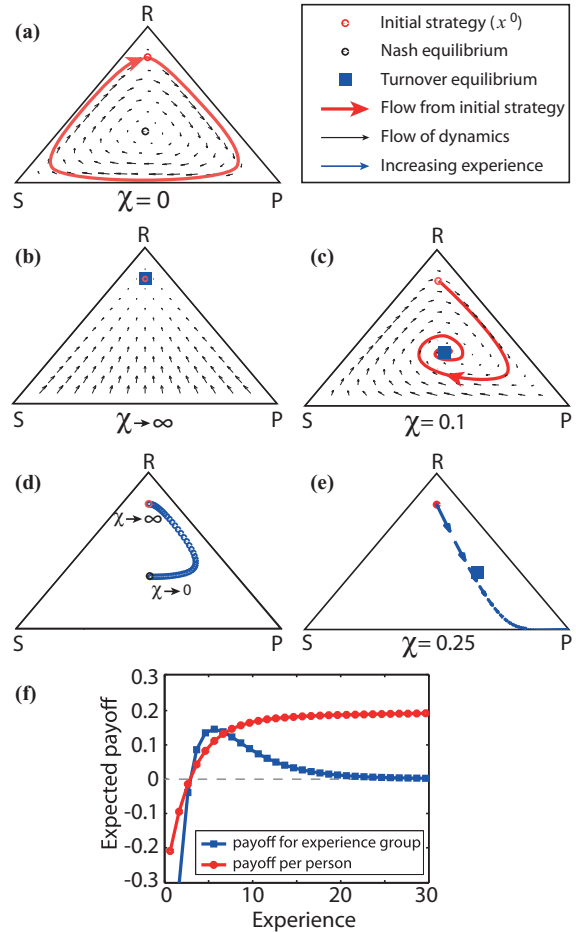 (a)
R
S
P
χ = 0
Initial strategy (x⁰)
Nash equilibrium
Turnover equilibrium
Flow from initial strategy
Flow of dynamics
Increasing experience
(b)
R
S
P
χ→∞
(c)
R
S
P
χ = 0.1
(d)
R
χ→∞
χ→0
S
P
(e)
R
S
P
χ = 0.25
(f)
Expected payoff
0.3
0.2
0.1
0
-0.1
-0.2
-0.3
payoff for experience group
payoff per person
0
10
20
30
Experience